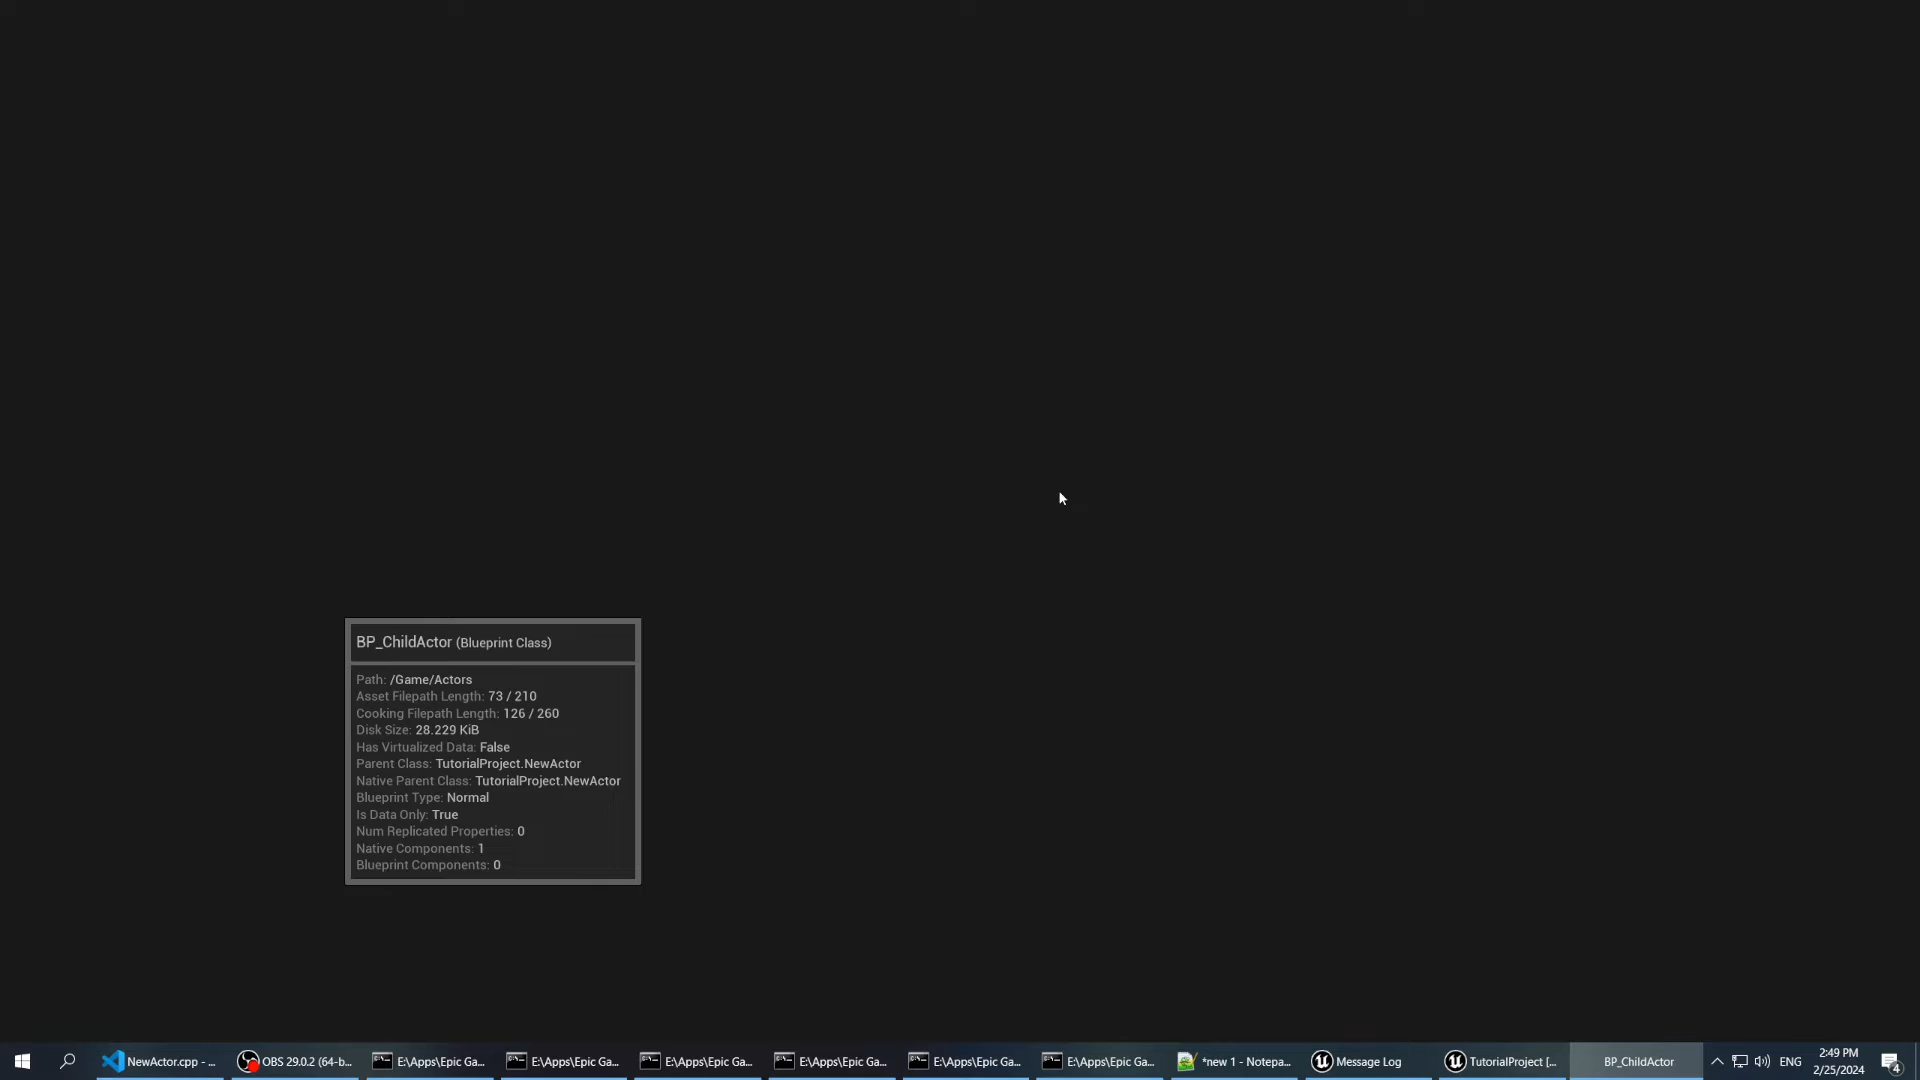 BP_ChildActor (Blueprint Class)
Path: /Game/Actors
Asset Filepath Length: 73 / 210
Cooking Filepath Length: 126 / 260
Disk Size: 28.229 KiB
Has Virtualized Data: False
Parent Class: TutorialProject.NewActor
Native Parent Class: TutorialProject.NewActor
Blueprint Type: Normal
Is Data Only: True
Num Replicated Properties: 0
Native Components: 1
Blueprint Components: 0
NewActor.cpp - ...
OBS 29.0.2 (64-b...
E:\Apps\Epic Ga...
E:\Apps\Epic Ga...
E:\Apps\Epic Ga...
E:\Apps\Epic Ga...
E:\Apps\Epic Ga...
E:\Apps\Epic Ga...
*new 1 - Notepa...
Message Log
TutorialProject [...
BP_ChildActor
ENG
2:49 PM
2/25/2024
4